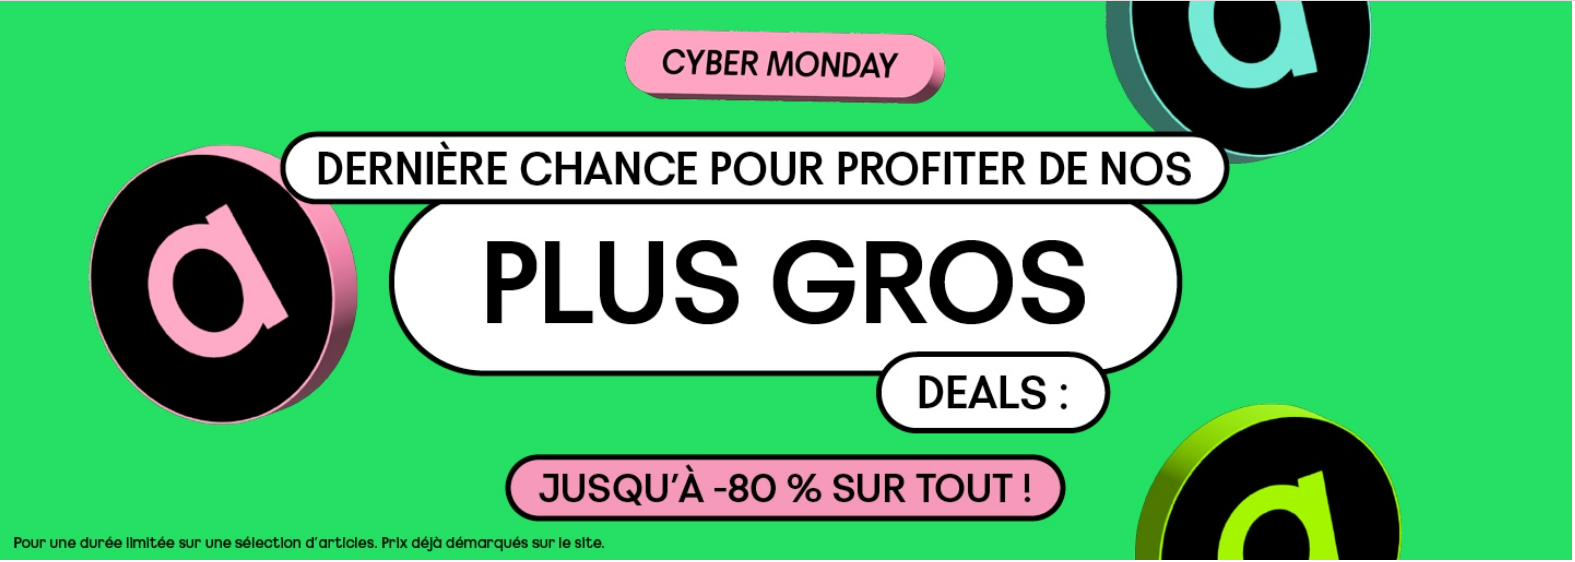 CYBER MONDAY
a
DERNIÈRE CHANCE POUR PROFITER DE NOS
a
PLUS GROS
DEALS :
JUSQU'À -80 % SUR TOUT !
a
Pour une durée limitée sur une sélection d'articles. Prix déjà démarqués sur le site.